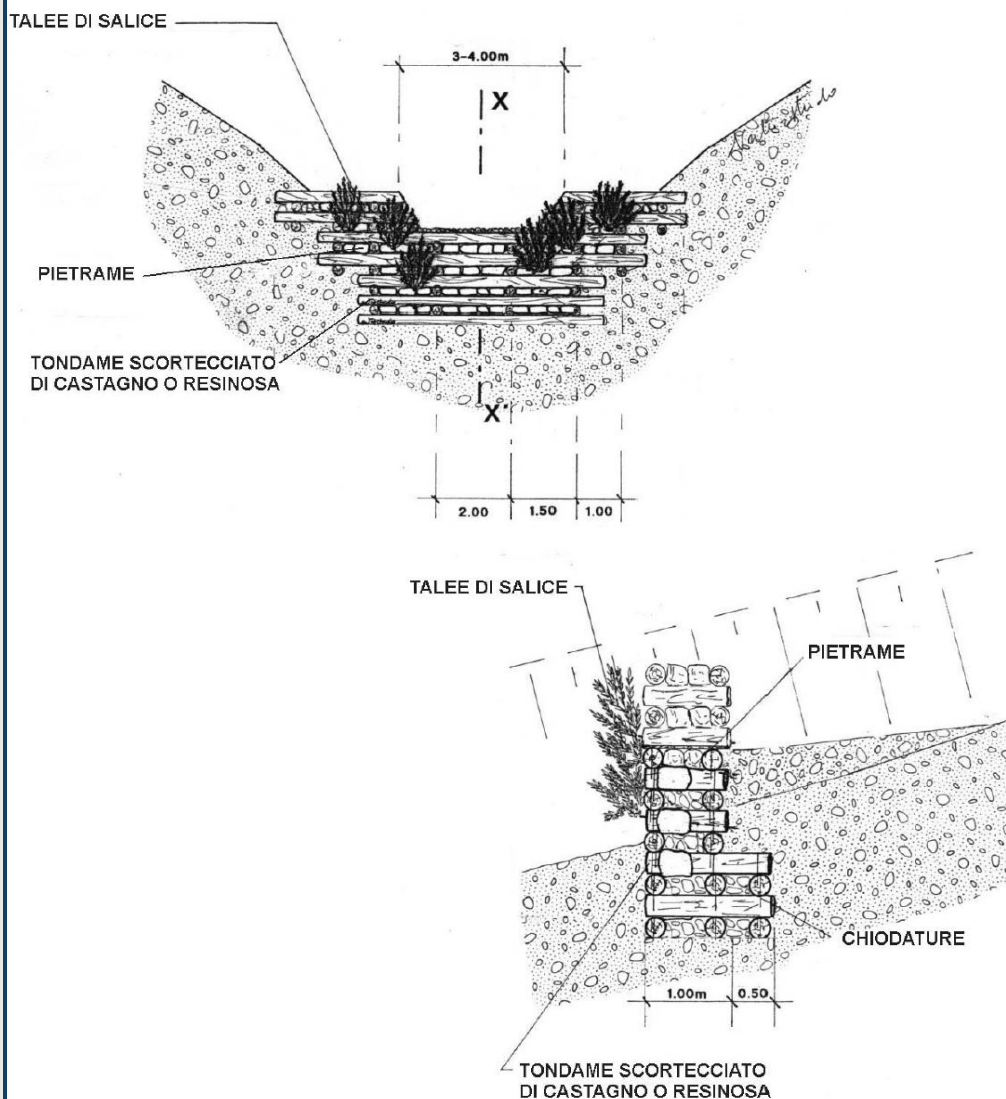 TALEE DI SALICE
3-4.00m
X
PIETRAME
TONDAME SCORTECCIATO
DI CASTAGNO O RESINOSA
X'
2.00 1.50 1.00
TALEE DI SALICE
PIETRAME
CHIODATURE
1.00m 0.50
TONDAME SCORTECCIATO
DI CASTAGNO O RESINOSA